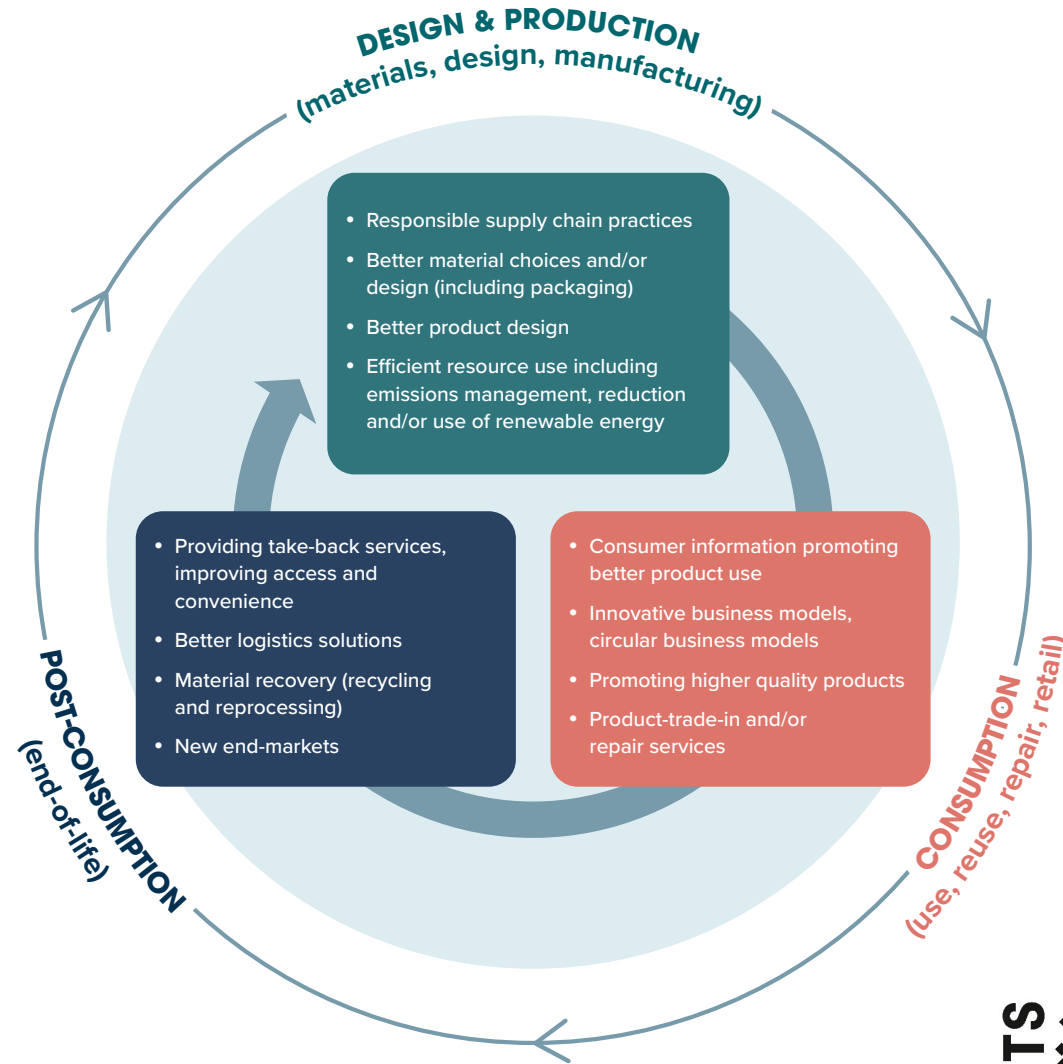 DESIGN & PRODUCTION
(materials, design, manufacturing)
• Responsible supply chain practices
• Better material choices and/or
design (including packaging)
• Better product design
• Efficient resource use including
emissions management, reduction
and/or use of renewable energy
• Consumer information promoting
better product use
• Innovative business models,
circular business models
• Promoting higher quality products
• Product-trade-in and/or
repair services
CONSUMPTION
(use, reuse, repair, retail)
• Providing take-back services,
improving access and
convenience
• Better logistics solutions
• Material recovery (recycling
and reprocessing)
• New end-markets
POST-CONSUMPTION
(end-of-life)